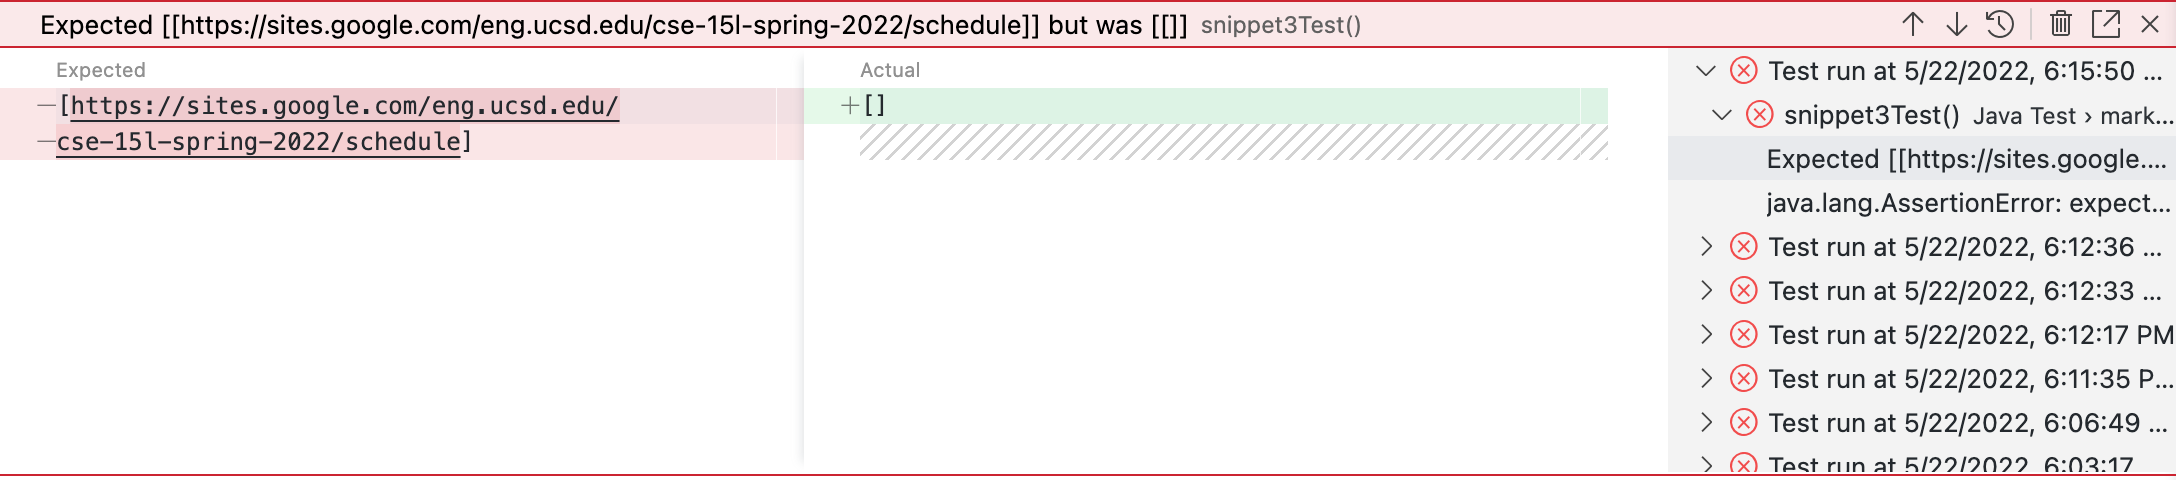 Expected [[https://sites.google.com/eng.ucsd.edu/cse-15l-spring-2022/schedule]] but was [[]] snippet3Test()
Expected
—[https://sites.google.com/eng.ucsd.edu/
—cse-15l-spring-2022/schedule]
Actual
+[]
Test run at 5/22/2022, 6:15:50 ...
snippet3Test() Java Test › mark...
Expected [[https://sites.google....
java.lang.AssertionError: expect...
Test run at 5/22/2022, 6:12:36 ...
Test run at 5/22/2022, 6:12:33 ...
Test run at 5/22/2022, 6:12:17 PM
Test run at 5/22/2022, 6:11:35 P...
Test run at 5/22/2022, 6:06:49 ...
Test run at 5/22/2022, 6:03:17